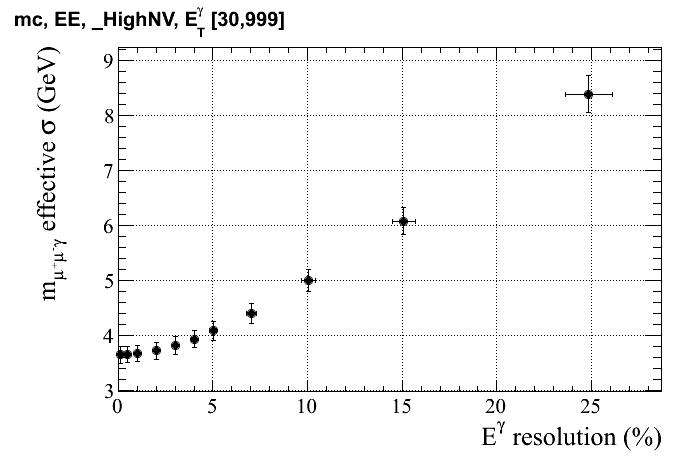 mc, EE, _HighNV, E_T^γ [30,999]
m_μ⁺μ⁻γ effective σ (GeV)
9
8
7
6
5
4
3
0 5 10 15 20 25
E^γ resolution (%)